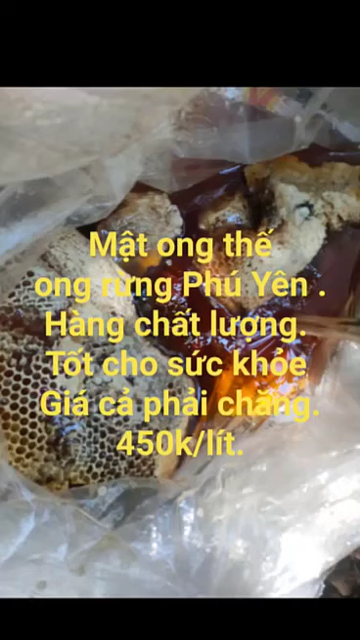 Mật ong thế
ong rừng Phú Yên .
Hàng chất lượng.
Tốt cho sức khỏe
Giá cả phải chăng.
450k/lít.